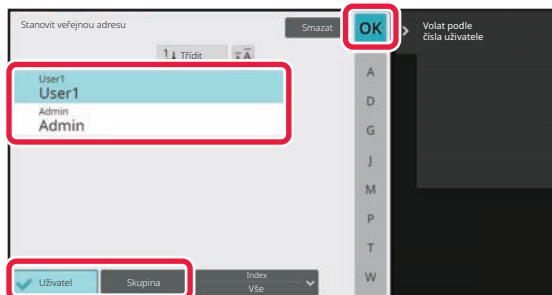 Stanovit veřejnou adresu
Smazat
OK
Volat podle
čísla uživatele
Třídit
User1
User1
Admin
Admin
A
D
G
J
M
P
T
W
Uživatel
Skupina
Index
Vše